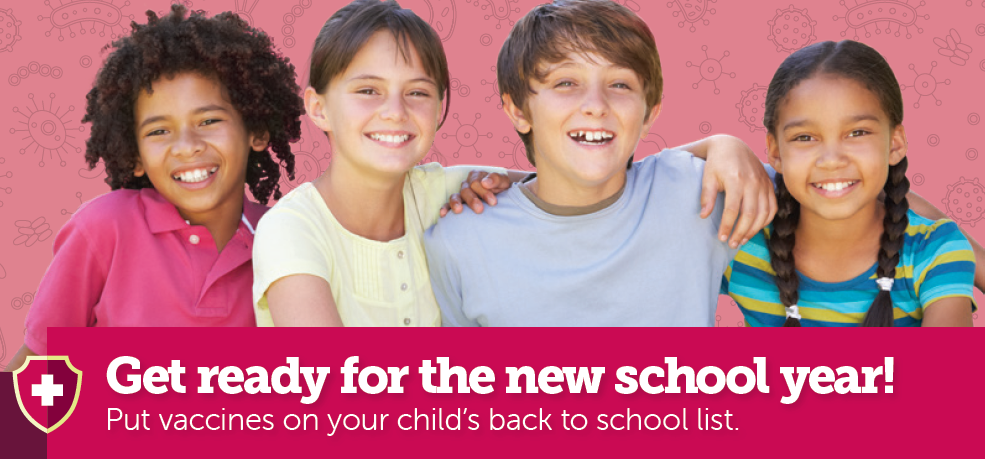 Get ready for the new school year!
Put vaccines on your child's back to school list.